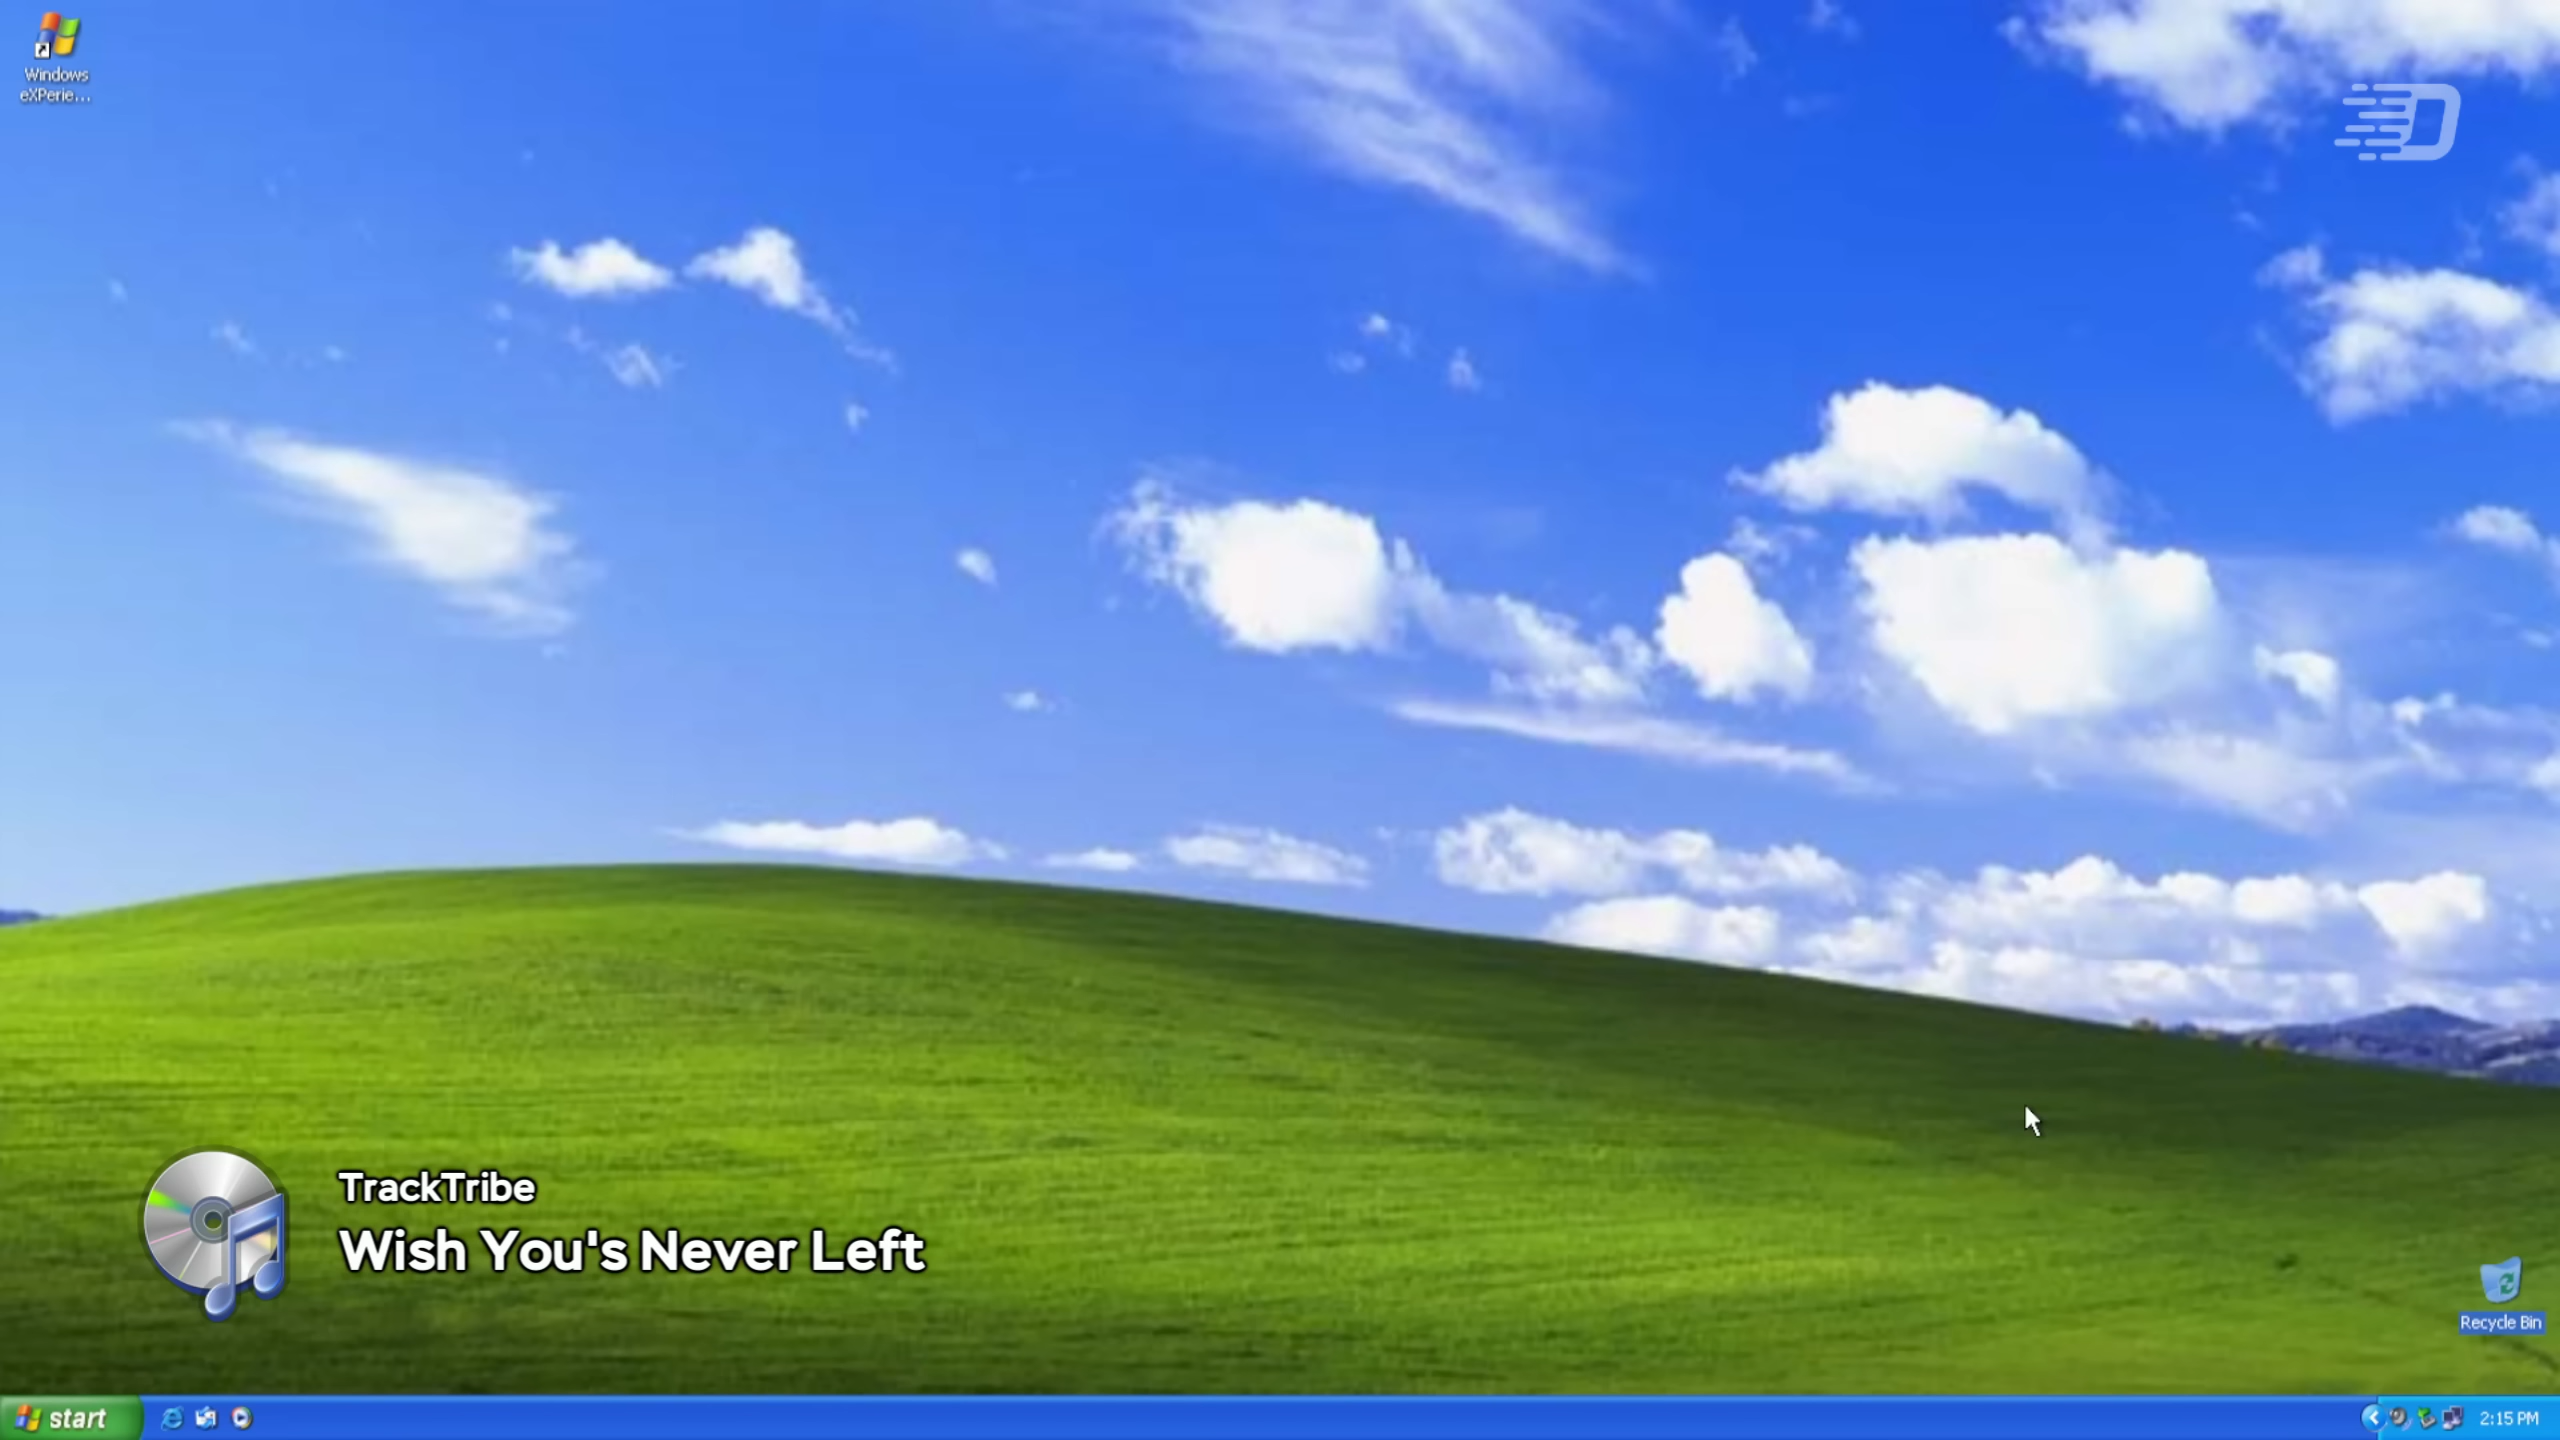 Windows
eXPerie...
TrackTribe
Wish You's Never Left
Recycle Bin
start
2:15 PM